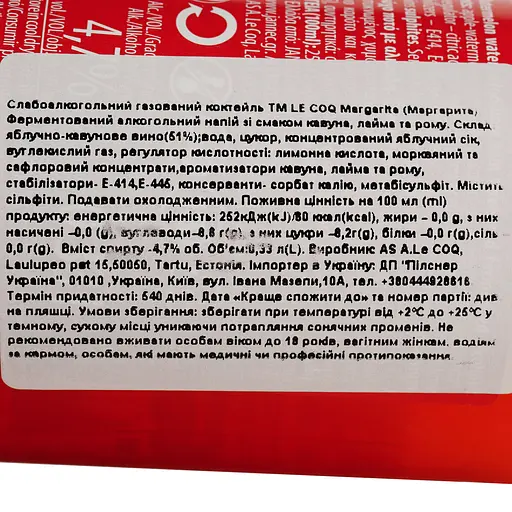 Слабоалкогольний газований коктейль ТМ LE COQ Margarita (Маргарита)
Ферментований алкогольний напій зі смаком кавуна, лайма та рому. Склад
яблучно-кавунове вино(51%);вода, цукор, концентрований яблучний сік,
вуглекислий газ, регулятор кислотності: лимонна кислота, морквяний та
сафлоровий концентрати,ароматизатори кавуна, лайма та рому,
стабілізатори- Е-414,Е-445, консерванти- сорбат калію, метабісульфіт. Містить
сільфіти. Подавати охолодженним. Поживна цінність на 100 мл (ml)
продукту: енергетична цінність: 252кДж(kJ)/60 ккал(kcal), жири – 0,0 g, з них
насичені –0,0 (g), вуглеводи–8,8 г(g), з них цукри –8,2г(g), білки –0,0 г(g),сіль
0,0 г(g). Вміст спирту -4,7% об. Об'єм:0,33 л(L). Виробник: AS A.Le COQ,
Laulupeo pst 15,50050, Tartu, Естонія. Імпортер в Україну: ДП "Пілснер
Україна", 01010 ,Україна, Київ, вул. Івана Мазепи,10А, тел. +380444928616
Термін придатності: 540 днів. Дата «Краще спожити до» та номер партії: див
на пляшці. Умови зберігання: зберігати при температурі від +2°С до +25°С у
темному, сухому місці уникаючи потрапляння сонячних променів. Не
рекомендовано вживати особам віком до 18 років, вагітним жінкам, водіям
за кермом, особам, які мають медичні чи професійні протипоказання